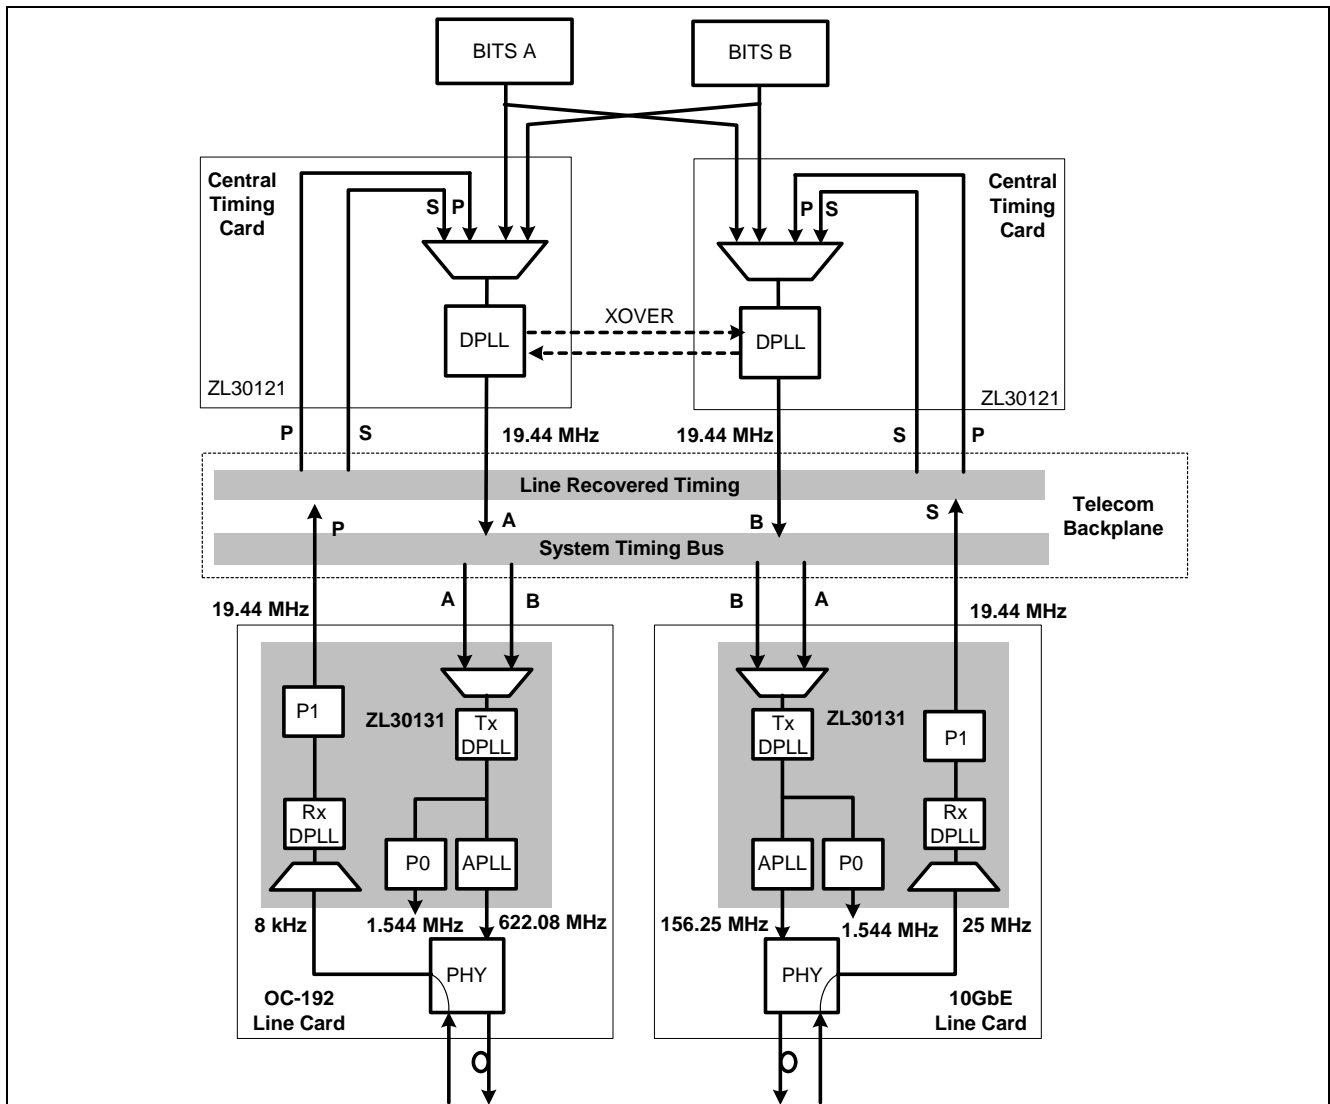 BITS A
BITS B
Central
Timing
Card
Central
Timing
Card
S P
P S
XOVER
DPLL
DPLL
ZL30121
ZL30121
P
S
19.44 MHz
19.44 MHz
S
P
Line Recovered Timing
Telecom
Backplane
P
A
B
S
System Timing Bus
A
B
B
A
19.44 MHz
19.44 MHz
P1
ZL30131
Tx
DPLL
Tx
DPLL
ZL30131
P1
Rx
DPLL
Rx
DPLL
P0
APLL
APLL
P0
8 kHz
1.544 MHz
622.08 MHz
156.25 MHz
1.544 MHz
25 MHz
PHY
PHY
OC-192
Line Card
10GbE
Line Card